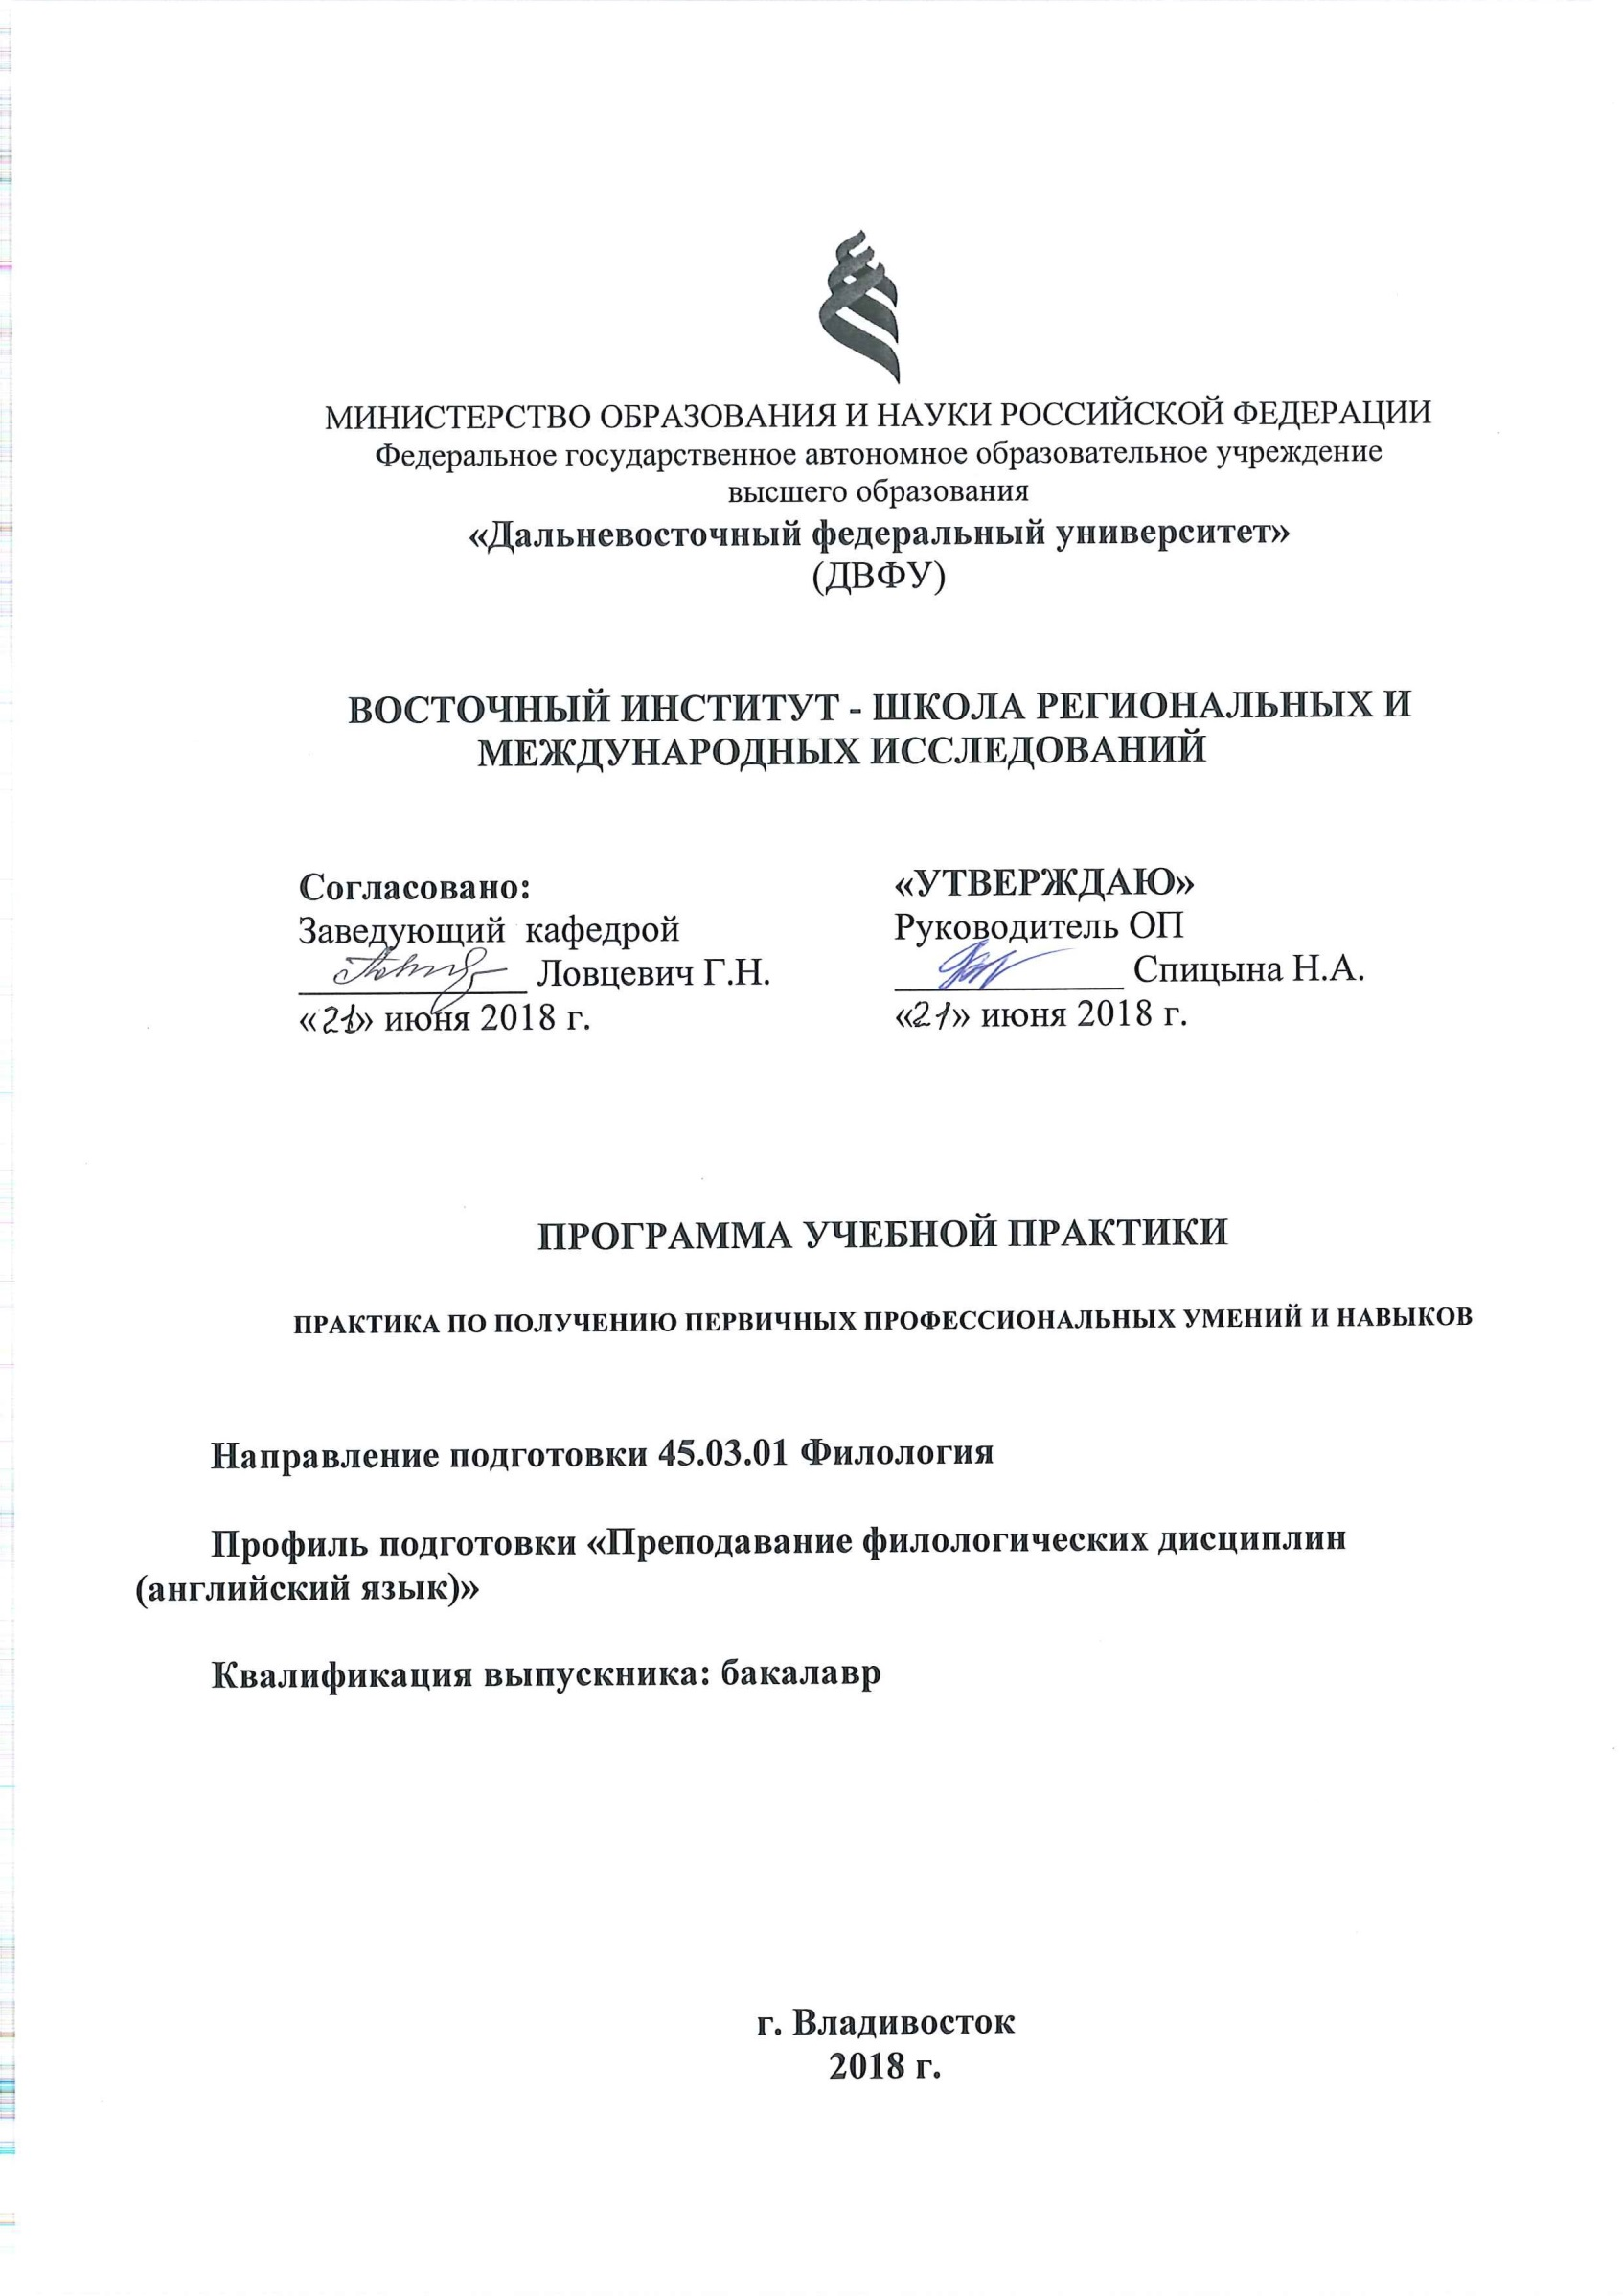 МИНИСТЕРСТВО ОБРАЗОВАНИЯ И НАУКИ РОССИЙСКОЙ ФЕДЕРАЦИИ
Федеральное государственное автономное образовательное учреждение
высшего образования
«Дальневосточный федеральный университет»
(ДВФУ)
ВОСТОЧНЫЙ ИНСТИТУТ - ШКОЛА РЕГИОНАЛЬНЫХ И
МЕЖДУНАРОДНЫХ ИССЛЕДОВАНИЙ
Согласовано:
Заведующий кафедрой
Ловцевич Г.Н.
«21» июня 2018 г.
«УТВЕРЖДАЮ»
Руководитель ОП
Спицына Н.А.
«21» июня 2018 г.
ПРОГРАММА УЧЕБНОЙ ПРАКТИКИ
ПРАКТИКА ПО ПОЛУЧЕНИЮ ПЕРВИЧНЫХ ПРОФЕССИОНАЛЬНЫХ УМЕНИЙ И НАВЫКОВ
Направление подготовки 45.03.01 Филология
Профиль подготовки «Преподавание филологических дисциплин
(английский язык)»
Квалификация выпускника: бакалавр
г. Владивосток
2018 г.